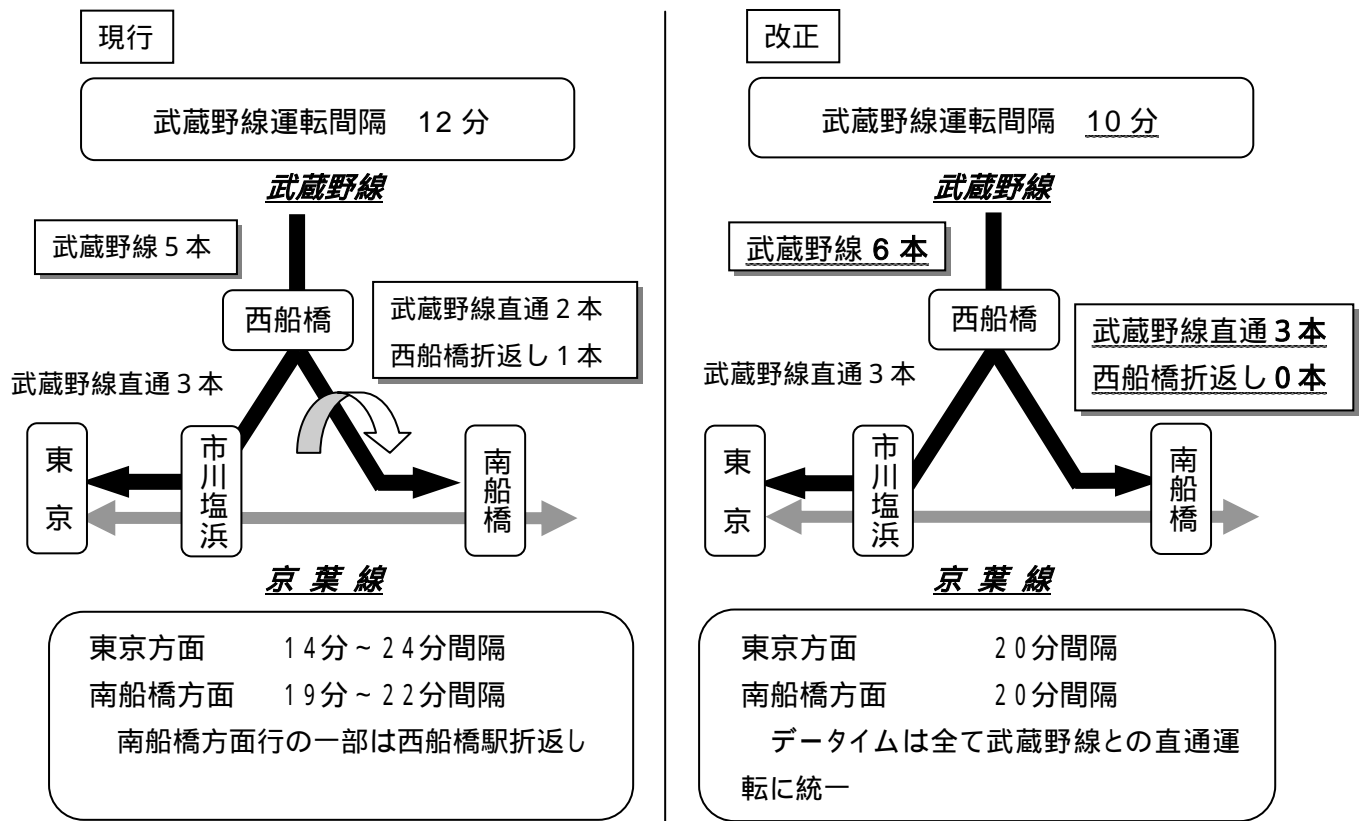 現行
武蔵野線運転間隔　12 分
武蔵野線
武蔵野線５本
西船橋
武蔵野線直通２本
西船橋折返し１本
武蔵野線直通３本
東京
市川塩浜
南船橋
京 葉 線
東京方面　１４分～２４分間隔
南船橋方面　１９分～２２分間隔
南船橋方面行の一部は西船橋駅折返し
改正
武蔵野線運転間隔　10 分
武蔵野線
武蔵野線６本
西船橋
武蔵野線直通３本
西船橋折返し０本
武蔵野線直通３本
東京
市川塩浜
南船橋
京 葉 線
東京方面　２０分間隔
南船橋方面　２０分間隔
データイムは全て武蔵野線との直通運
転に統一